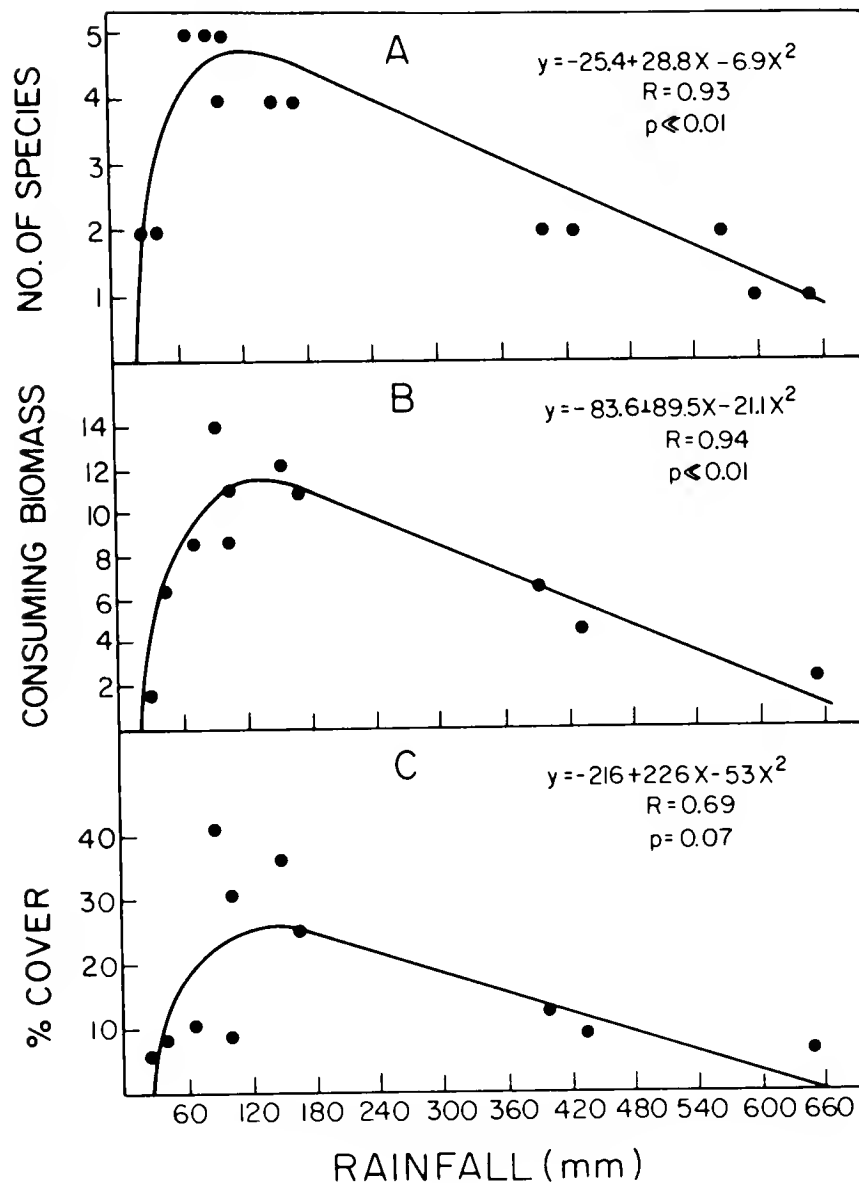 A
y = -25.4+28.8X -6.9X²
R = 0.93
p≪0.01
NO. OF SPECIES
5
4
3
2
1
B
y = -83.6+89.5X-21.1X²
R = 0.94
p≪0.01
CONSUMING BIOMASS
14
12
10
8
6
4
2
C
y = -216+226X-53X²
R = 0.69
p = 0.07
% COVER
40
30
20
10
60 120 180 240 300 360 420 480 540 600 660
RAINFALL (mm)